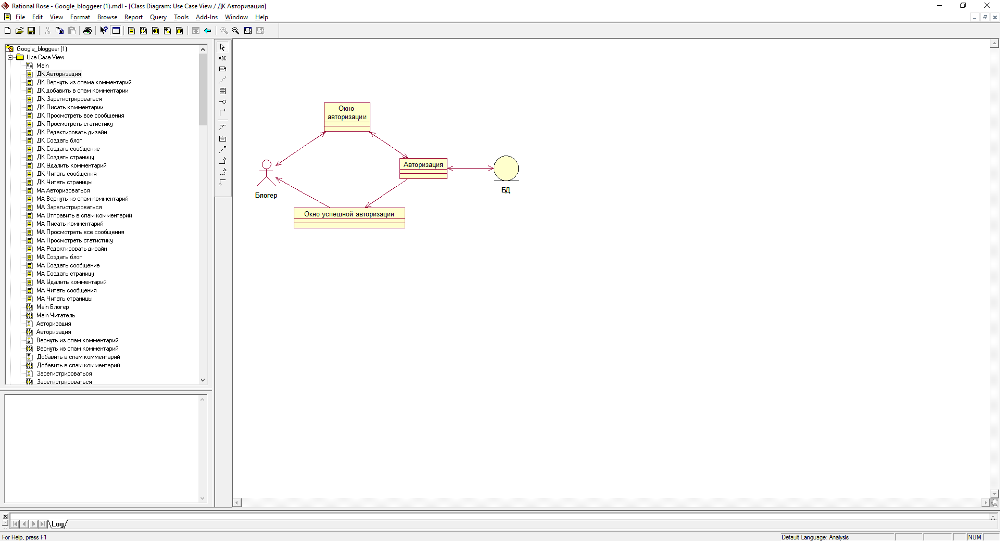 Rational Rose - Google_bloggeer (1).mdl - [Class Diagram: Use Case View / ДК Авторизация]
File Edit View Format Browse Report Query Tools Add-Ins Window Help
Google_bloggeer (1)
Use Case View
Main
ДК Авторизация
ДК Вернуть из спама комментарий
ДК добавить в спам комментарии
ДК Зарегистрироваться
ДК Писать комментарии
ДК Просмотреть все сообщения
ДК Просмотреть статистику
ДК Редактировать дизайн
ДК Создать блог
ДК Создать сообщение
ДК Создать страницу
ДК Удалить комментарий
ДК Читать сообщения
ДК Читать страницы
МА Авторизоваться
МА Вернуть из спам комментарий
МА Зарегистрироваться
МА Отправить в спам комментарий
МА Писать комментарий
МА Просмотреть все сообщения
МА Просмотреть статистику
МА Редактировать дизайн
МА Создать блог
МА Создать сообщение
МА Создать страницу
МА Удалить комментарий
МА Читать сообщения
МА Читать страницы
Main Блогер
Main Читатель
Авторизация
Авторизация
Вернуть из спам комментарий
Вернуть из спам комментарий
Добавить в спам комментарий
Добавить в спам комментарий
Зарегистрироваться
Зарегистрироваться
ABC
Окно
авторизации
Авторизация
БД
Блогер
Окно успешной авторизации
Log
For Help, press F1
Default Language: Analysis
NUM